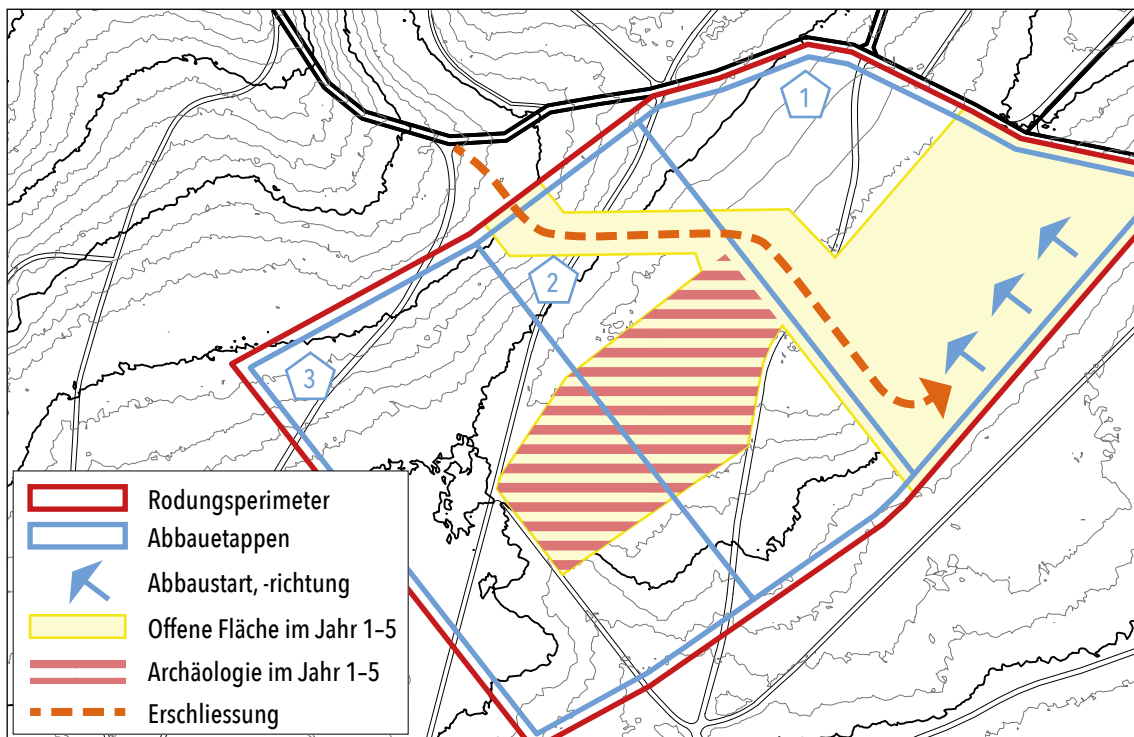 1
2
3
Rodungsperimeter
Abbauetappen
Abbaustart, -richtung
Offene Fläche im Jahr 1–5
Archäologie im Jahr 1–5
Erschliessung